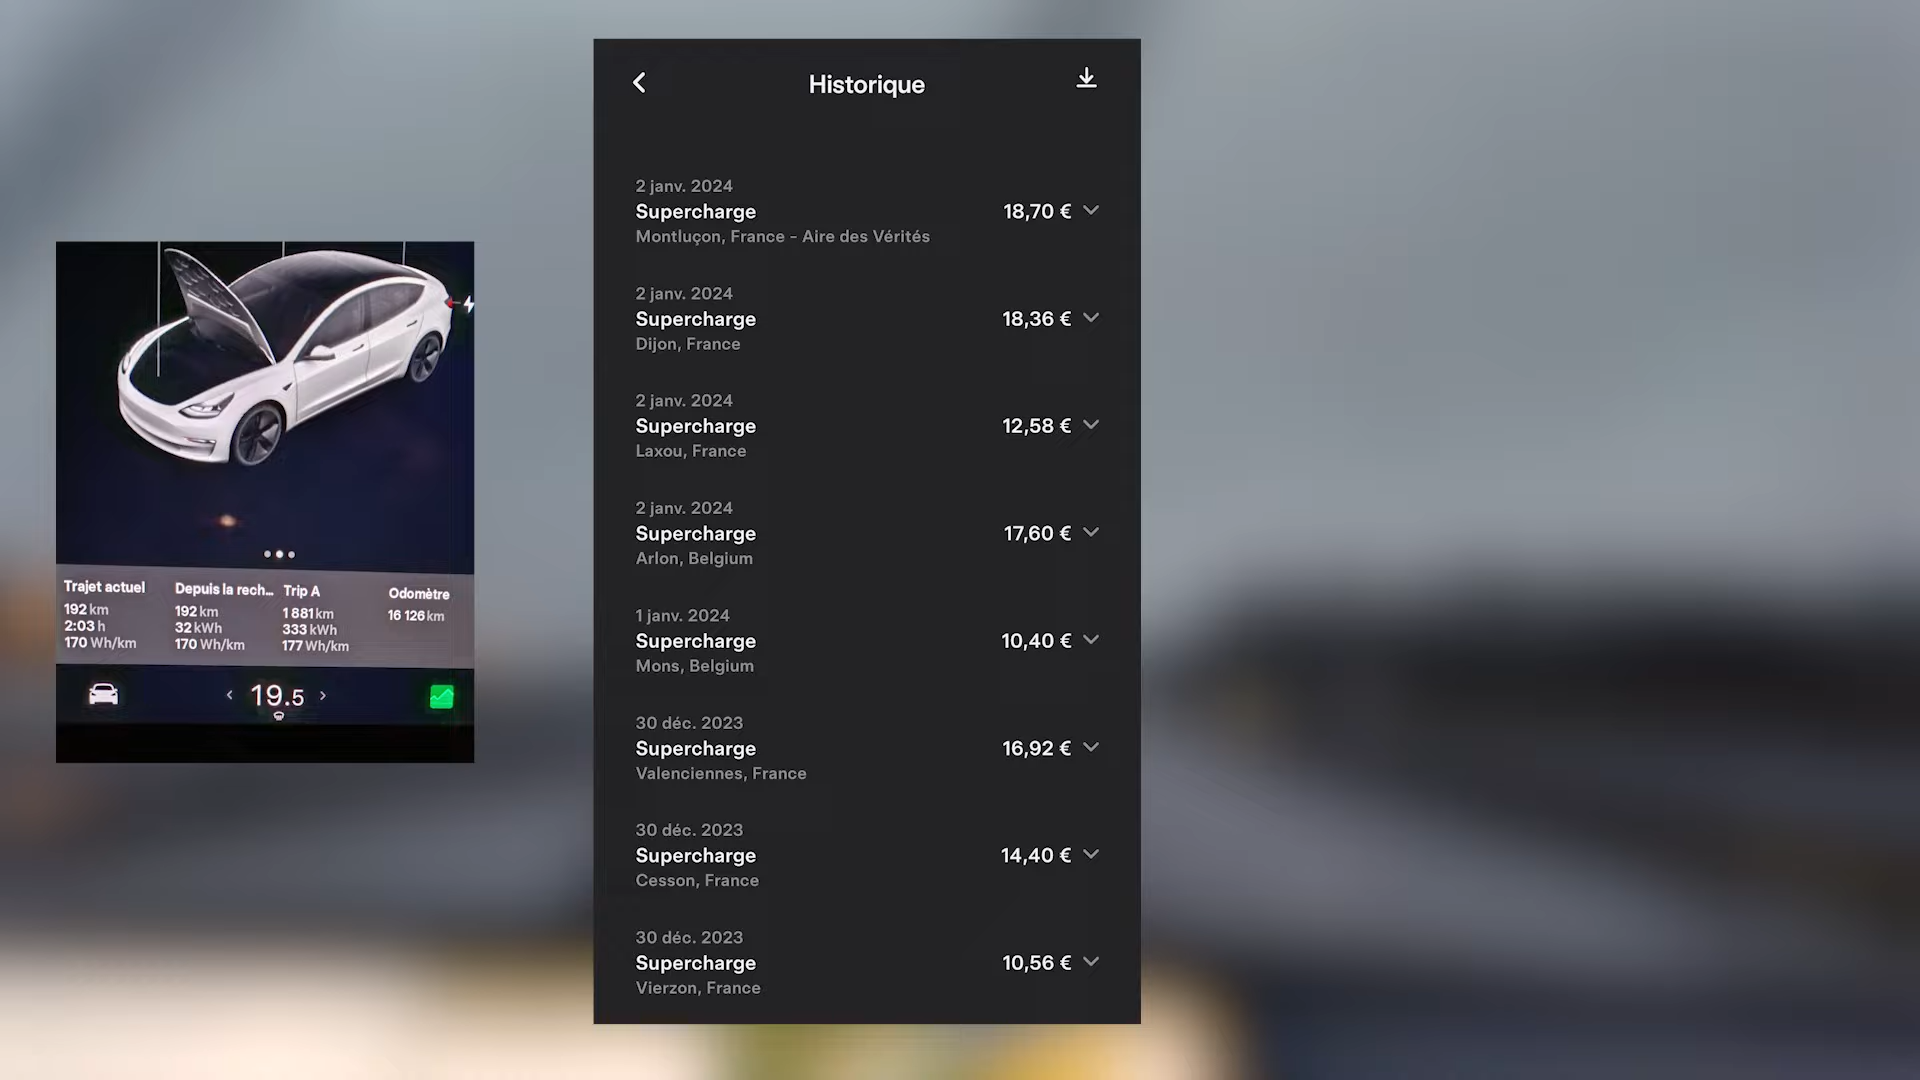 Historique
2 janv. 2024
Supercharge
18,70 €
Montluçon, France - Aire des Vérités
2 janv. 2024
Supercharge
18,36 €
Dijon, France
2 janv. 2024
Supercharge
12,58 €
Laxou, France
2 janv. 2024
Supercharge
17,60 €
Arlon, Belgium
1 janv. 2024
Supercharge
10,40 €
Mons, Belgium
30 déc. 2023
Supercharge
16,92 €
Valenciennes, France
30 déc. 2023
Supercharge
14,40 €
Cesson, France
30 déc. 2023
Supercharge
10,56 €
Vierzon, France
Trajet actuel
192 km
2:03 h
170 Wh/km
Depuis la rech...
192 km
32 kWh
170 Wh/km
Trip A
1 881 km
333 kWh
177 Wh/km
Odomètre
16 126 km
19.5